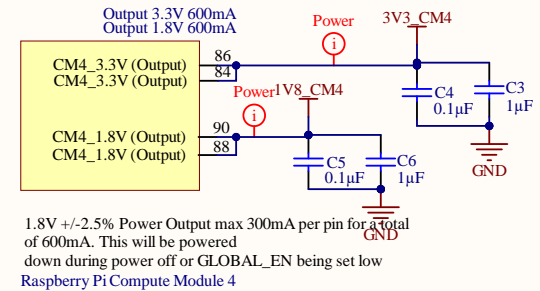 Output 3.3V 600mA
Output 1.8V 600mA
Power
3V3_CM4
CM4_3.3V (Output)
86
CM4_3.3V (Output)
84
C4
0.1µF
C3
1µF
Power
1V8_CM4
CM4_1.8V (Output)
90
CM4_1.8V (Output)
88
C5
0.1µF
C6
1µF
GND
GND
1.8V +/-2.5% Power Output max 300mA per pin for a total
of 600mA. This will be powered
down during power off or GLOBAL_EN being set low
Raspberry Pi Compute Module 4
i
i